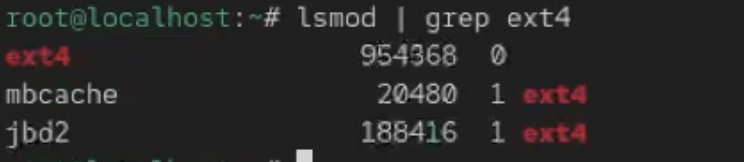 root@localhost:~# lsmod | grep ext4
ext4 954368 0
mbcache 20480 1 ext4
jbd2 188416 1 ext4